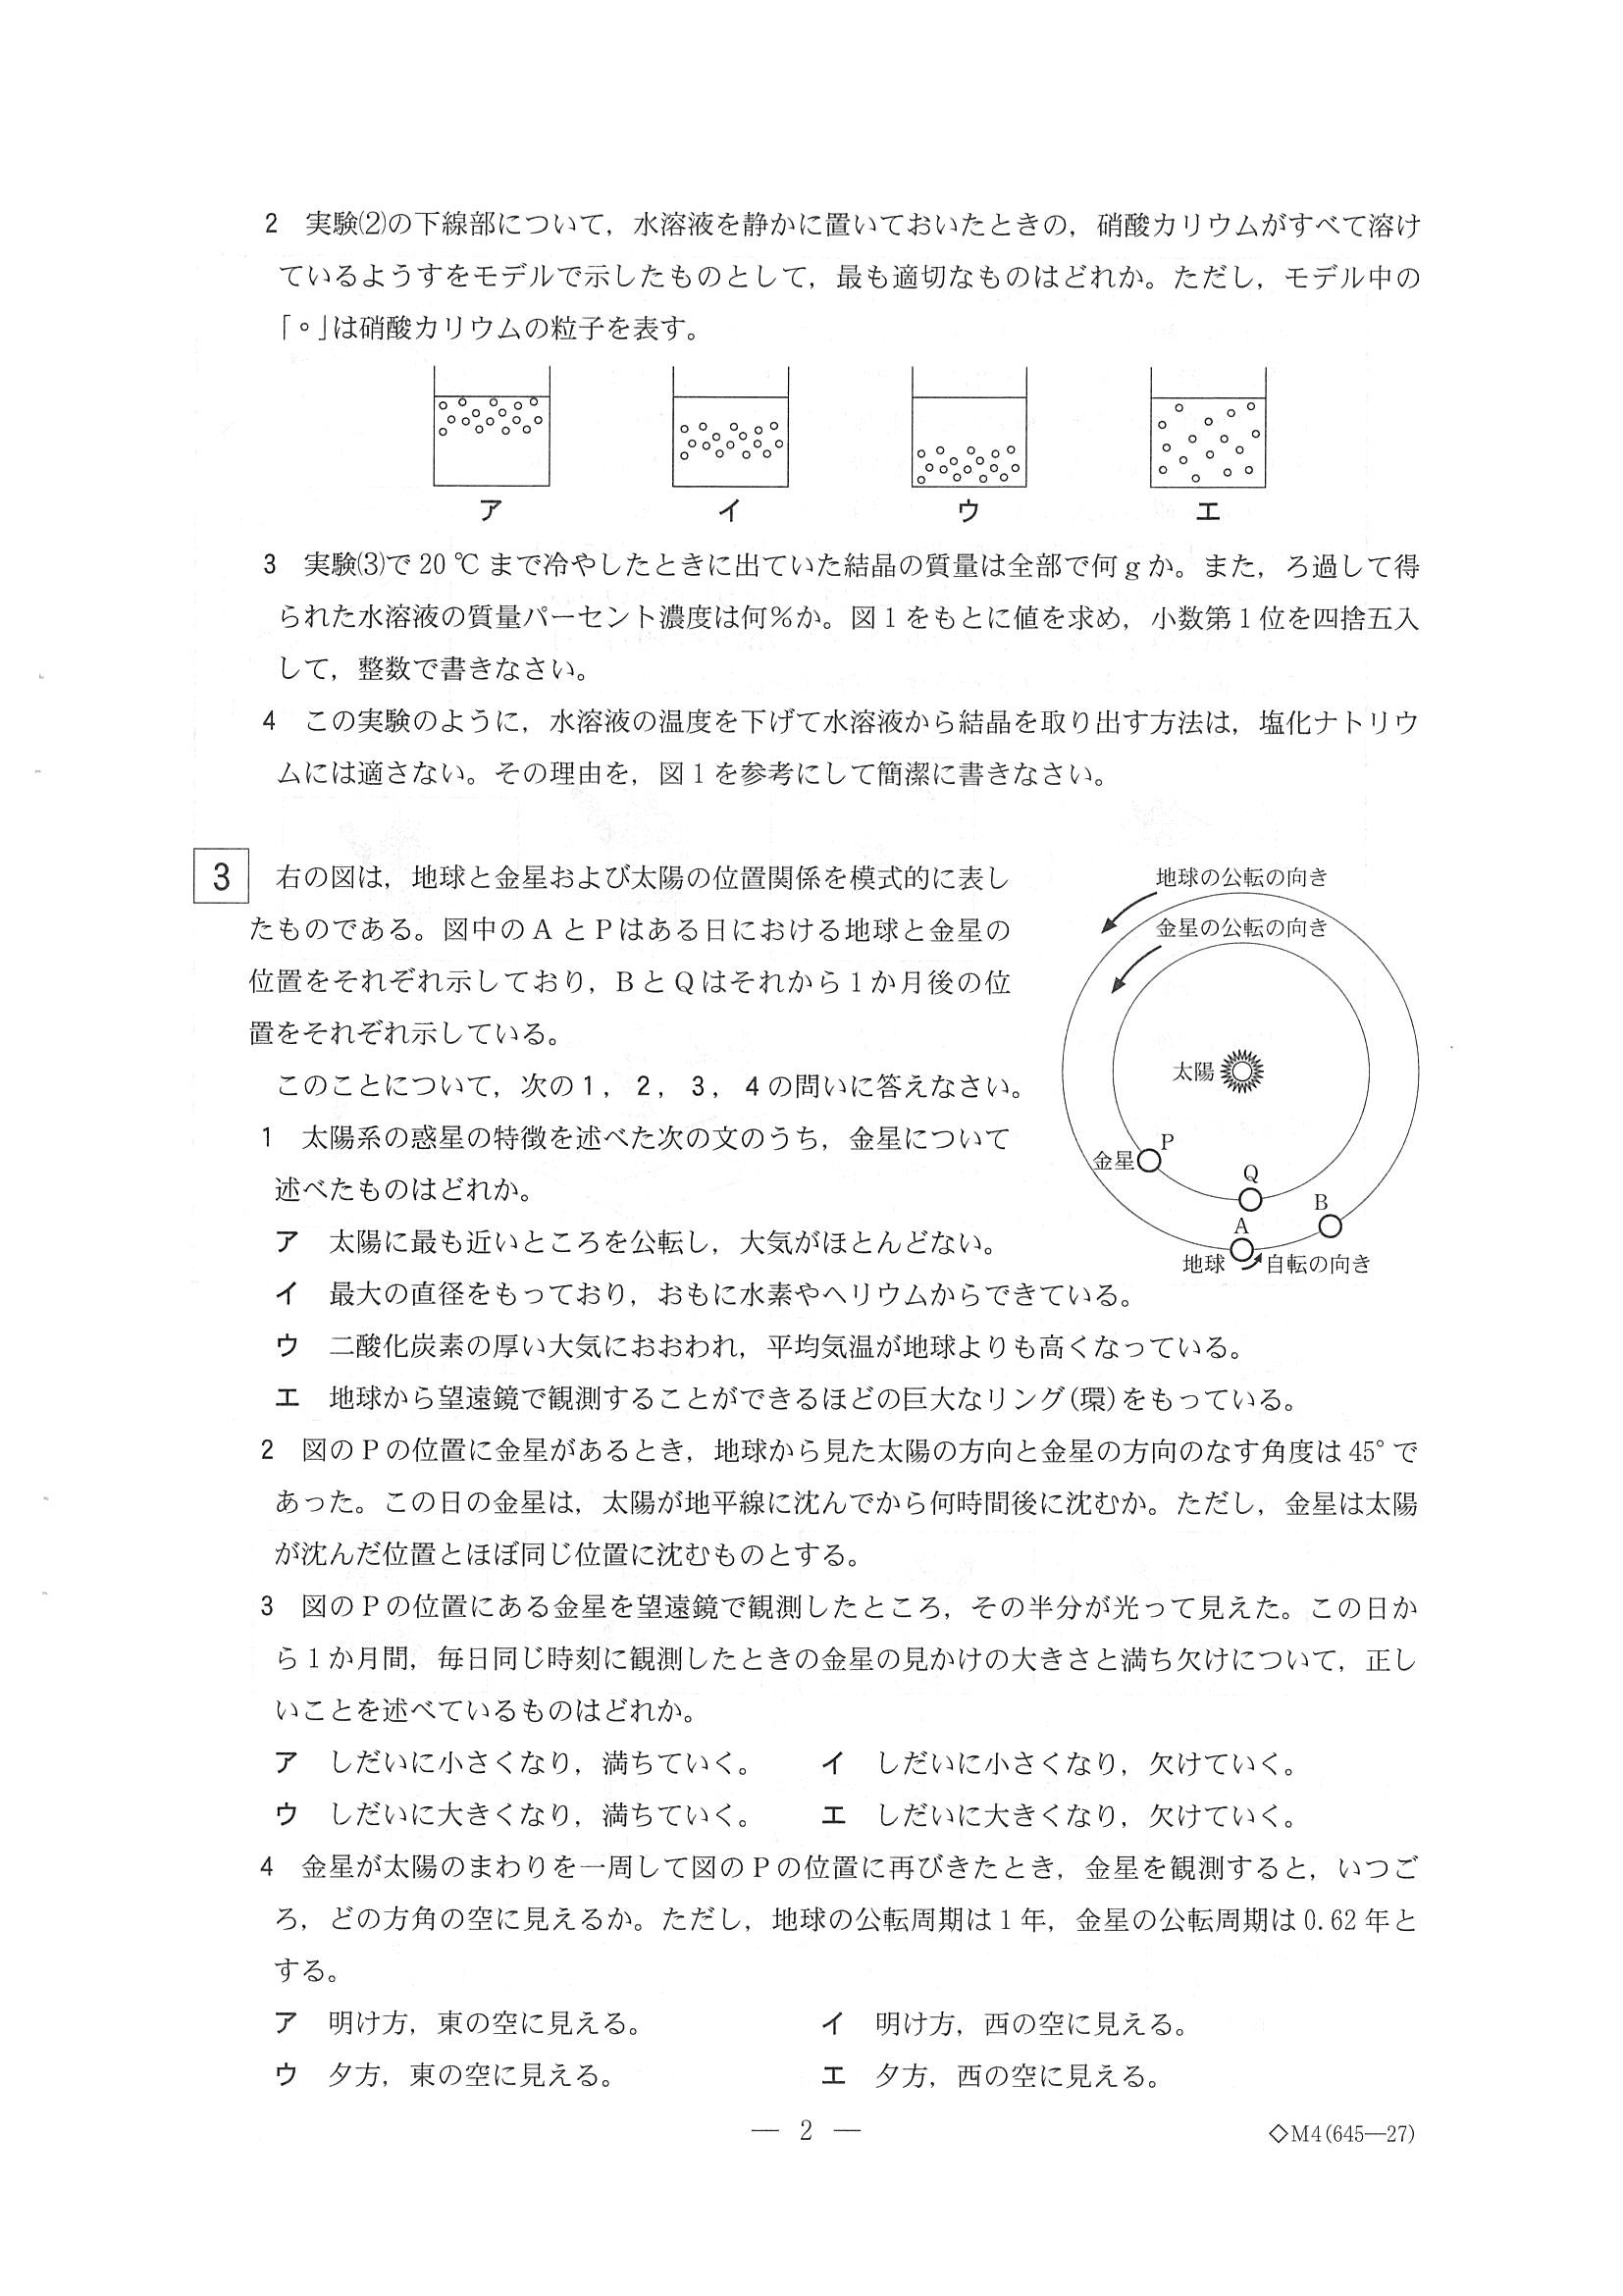 2 実験⑵の下線部について，水溶液を静かに置いておいたときの，硝酸カリウムがすべて溶け
ているようすをモデルで示したものとして，最も適切なものはどれか。ただし，モデル中の
「∘」は硝酸カリウムの粒子を表す。
ア イ ウ エ
3 実験⑶で 20 ℃ まで冷やしたときに出ていた結晶の質量は全部で何 g か。また，ろ過して得
られた水溶液の質量パーセント濃度は何％か。図 1 をもとに値を求め，小数第 1 位を四捨五入
して，整数で書きなさい。
4 この実験のように，水溶液の温度を下げて水溶液から結晶を取り出す方法は，塩化ナトリウ
ムには適さない。その理由を，図 1 を参考にして簡潔に書きなさい。
3 右の図は，地球と金星および太陽の位置関係を模式的に表し
たものである。図中の A と P はある日における地球と金星の
位置をそれぞれ示しており，B と Q はそれから 1 か月後の位
置をそれぞれ示している。
このことについて，次の 1，2，3，4 の問いに答えなさい。
地球の公転の向き
金星の公転の向き
太陽
金星
P
Q
A
B
地球
自転の向き
1 太陽系の惑星の特徴を述べた次の文のうち，金星について
述べたものはどれか。
ア 太陽に最も近いところを公転し，大気がほとんどない。
イ 最大の直径をもっており，おもに水素やヘリウムからできている。
ウ 二酸化炭素の厚い大気におおわれ，平均気温が地球よりも高くなっている。
エ 地球から望遠鏡で観測することができるほどの巨大なリング（環）をもっている。
2 図の P の位置に金星があるとき，地球から見た太陽の方向と金星の方向のなす角度は 45° で
あった。この日の金星は，太陽が地平線に沈んでから何時間後に沈むか。ただし，金星は太陽
が沈んだ位置とほぼ同じ位置に沈むものとする。
3 図の P の位置にある金星を望遠鏡で観測したところ，その半分が光って見えた。この日か
ら 1 か月間，毎日同じ時刻に観測したときの金星の見かけの大きさと満ち欠けについて，正し
いことを述べているものはどれか。
ア しだいに小さくなり，満ちていく。 イ しだいに小さくなり，欠けていく。
ウ しだいに大きくなり，満ちていく。 エ しだいに大きくなり，欠けていく。
4 金星が太陽のまわりを一周して図の P の位置に再びきたとき，金星を観測すると，いつご
ろ，どの方角の空に見えるか。ただし，地球の公転周期は 1 年，金星の公転周期は 0.62 年と
する。
ア 明け方，東の空に見える。 イ 明け方，西の空に見える。
ウ 夕方，東の空に見える。 エ 夕方，西の空に見える。
— 2 —
◇M4(645—27)